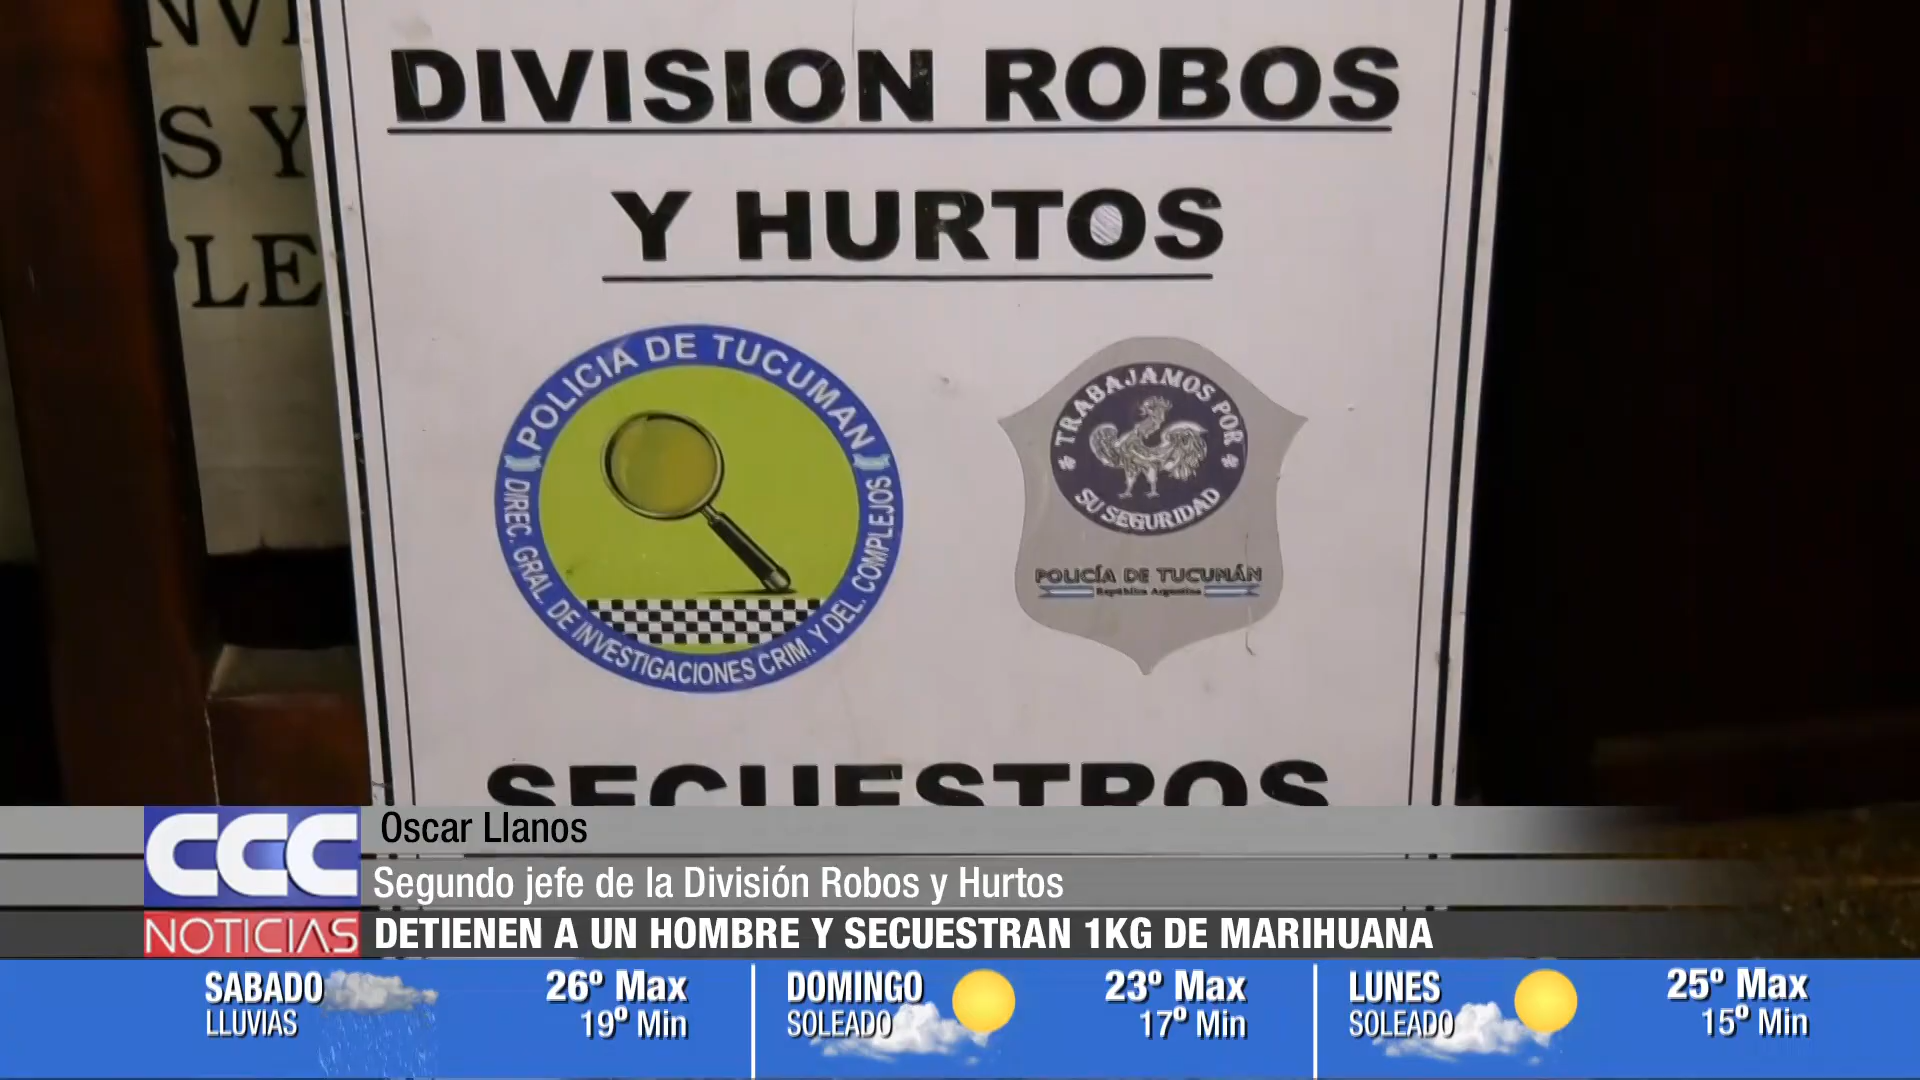 DIVISION ROBOS
Y HURTOS
POLICIA DE TUCUMAN
DIREC. GRAL. DE INVESTIGACIONES CRIM. Y DEL. COMPLEJOS
TRABAJAMOS POR
SU SEGURIDAD
POLICÍA DE TUCUMÁN
República Argentina
SECUESTROS
S Y
PLE
CCC
NOTICIAS
Oscar Llanos
Segundo jefe de la División Robos y Hurtos
DETIENEN A UN HOMBRE Y SECUESTRAN 1KG DE MARIHUANA
SABADO 26º Max
LLUVIAS 19º Min
DOMINGO 23º Max
SOLEADO 17º Min
LUNES 25º Max
SOLEADO 15º Min